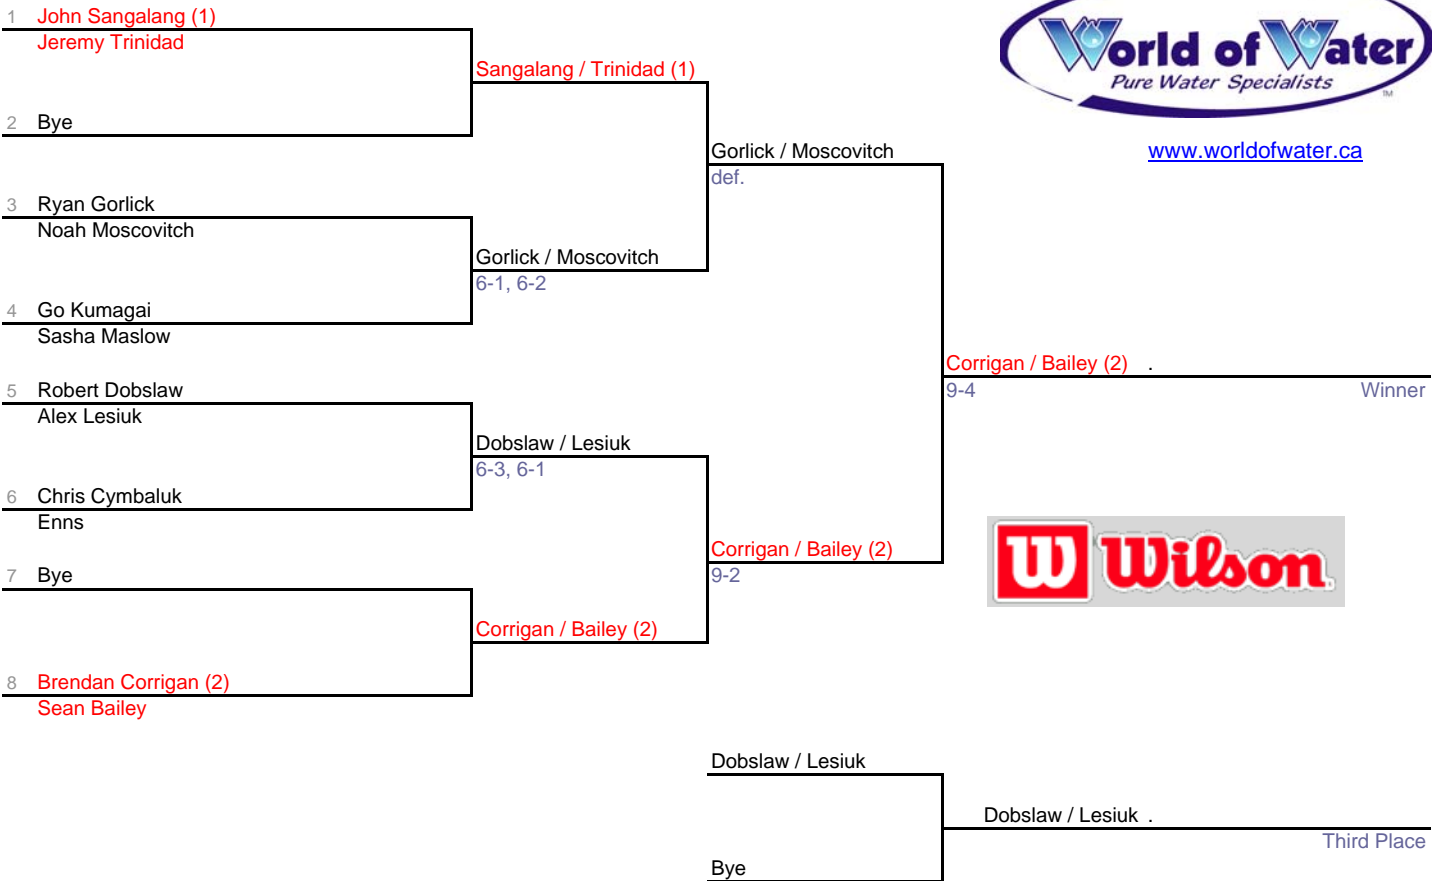 1 John Sangalang (1)
Jeremy Trinidad
Sangalang / Trinidad (1)
World of Water
Pure Water Specialists
TM
2 Bye
Gorlick / Moscovitch
def.
www.worldofwater.ca
3 Ryan Gorlick
Noah Moscovitch
Gorlick / Moscovitch
6-1, 6-2
4 Go Kumagai
Sasha Maslow
Corrigan / Bailey (2) .
9-4
Winner
5 Robert Dobslaw
Alex Lesiuk
Dobslaw / Lesiuk
6-3, 6-1
6 Chris Cymbaluk
Enns
Corrigan / Bailey (2)
9-2
W Wilson
7 Bye
Corrigan / Bailey (2)
8 Brendan Corrigan (2)
Sean Bailey
Dobslaw / Lesiuk
Dobslaw / Lesiuk .
Third Place
Bye